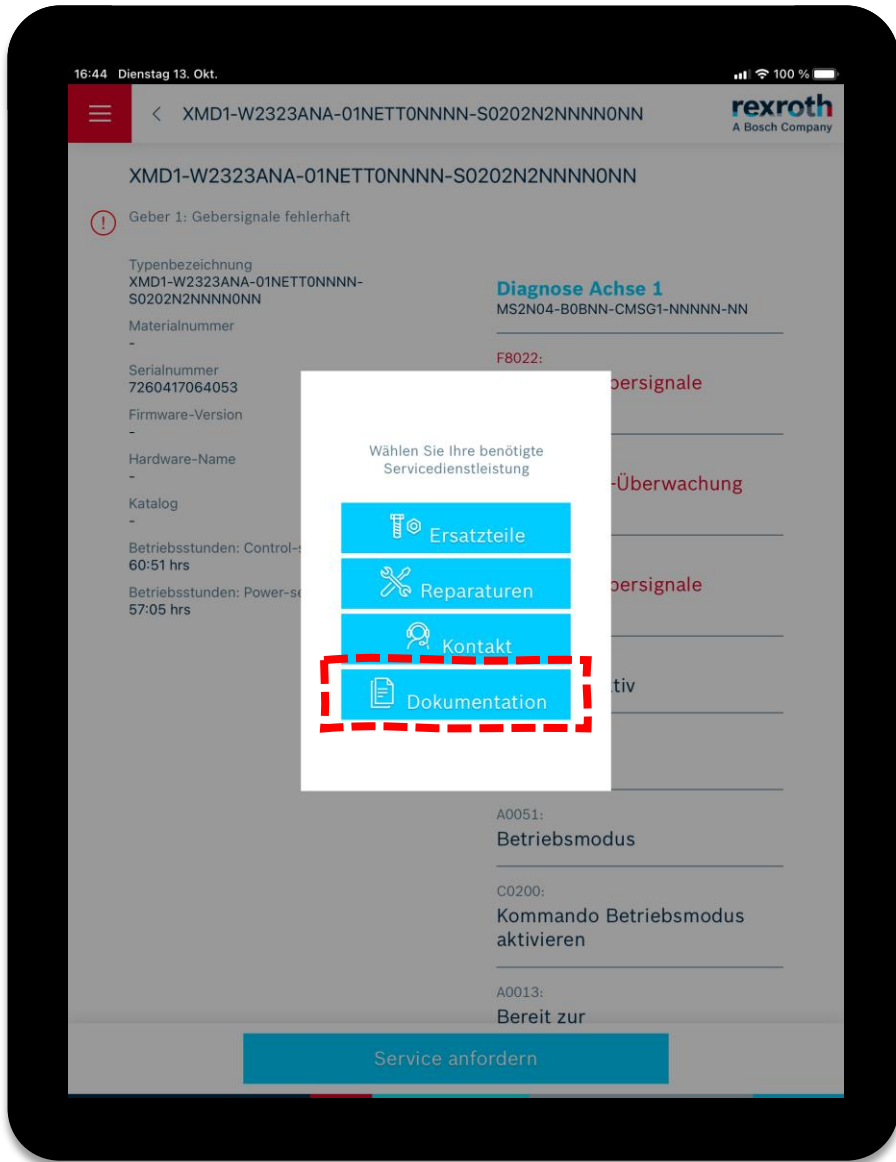 16:44 Dienstag 13. Okt.
100 %
XMD1-W2323ANA-01NETT0NNNN-S0202N2NNNN0NN
rexroth
A Bosch Company
XMD1-W2323ANA-01NETT0NNNN-S0202N2NNNN0NN
Geber 1: Gebersignale fehlerhaft
Typenbezeichnung
XMD1-W2323ANA-01NETT0NNNN-
S0202N2NNNN0NN
Materialnummer
-
Serialnummer
7260417064053
Firmware-Version
-
Hardware-Name
-
Katalog
-
Betriebsstunden: Control-
60:51 hrs
Betriebsstunden: Power-se
57:05 hrs
Diagnose Achse 1
MS2N04-B0BNN-CMSG1-NNNNN-NN
F8022:
bersignale
-Überwachung
bersignale
tiv
A0051:
Betriebsmodus
C0200:
Kommando Betriebsmodus
aktivieren
A0013:
Bereit zur
Wählen Sie Ihre benötigte
Servicedienstleistung
Ersatzteile
Reparaturen
Kontakt
Dokumentation
Service anfordern